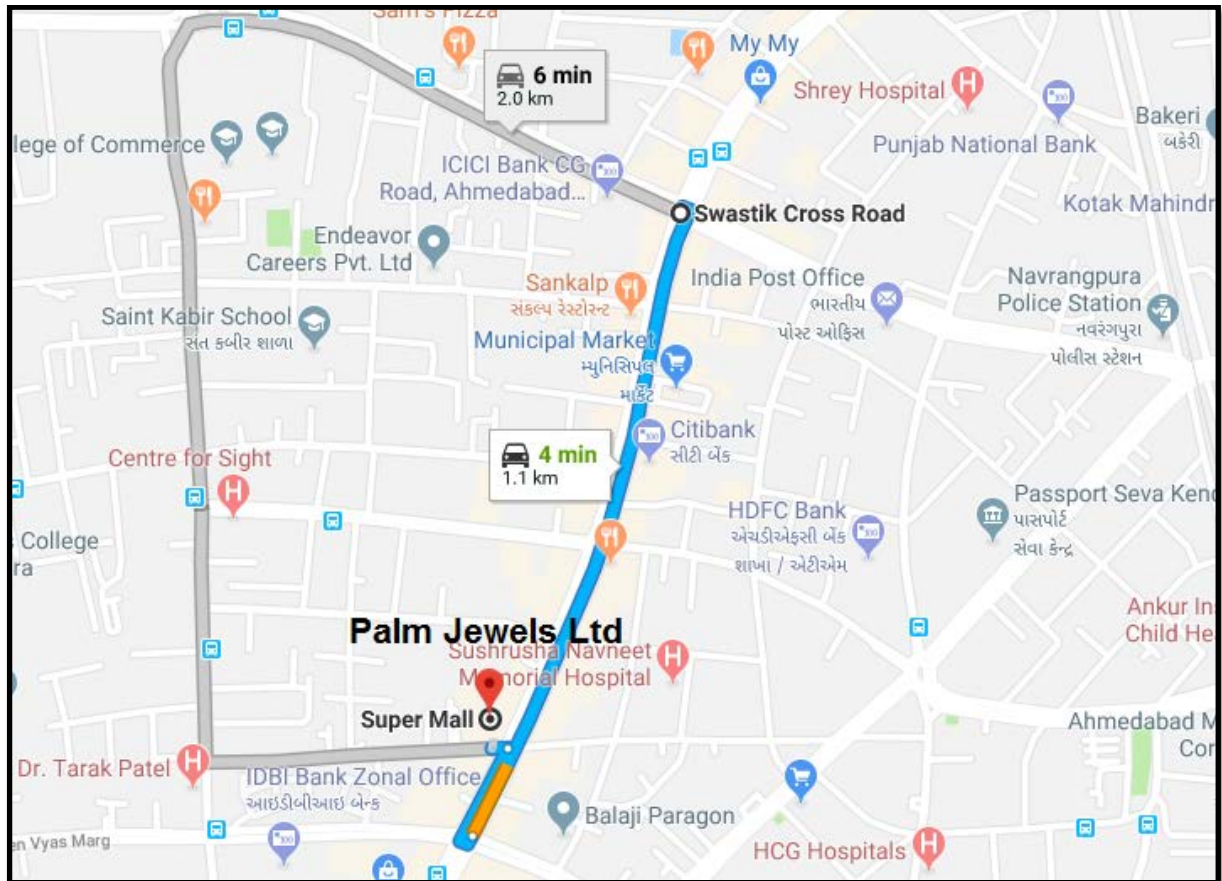 Sam's Pizza
My My
6 min
2.0 km
Shrey Hospital
Bakeri
બકેરી
llege of Commerce
Punjab National Bank
ICICI Bank CG
Road, Ahmedabad...
Kotak Mahindr
Swastik Cross Road
Endeavor
Careers Pvt. Ltd
Sankalp
સંકલ્પ રેસ્ટોરન્ટ
India Post Office
ભારતીય
પોસ્ટ ઓફિસ
Navrangpura
Police Station
નવરંગપુરા
પોલીસ સ્ટેશન
Saint Kabir School
સંત કબીર શાળા
Municipal Market
મ્યુનિસિપલ
માર્કેટ
Citibank
સીટી બેંક
4 min
1.1 km
Centre for Sight
HDFC Bank
એચડીએફસી બેંક
શાખા / એટીએમ
Passport Seva Kend
પાસપોર્ટ
સેવા કેન્દ્ર
College
ra
Palm Jewels Ltd
Sushrusha Navneet
Memorial Hospital
Ankur In
Child He
Super Mall
Ahmedabad M
Cor
Dr. Tarak Patel
IDBI Bank Zonal Office
આઇડીબીઆઇ બેન્ક
Balaji Paragon
en Vyas Marg
HCG Hospitals